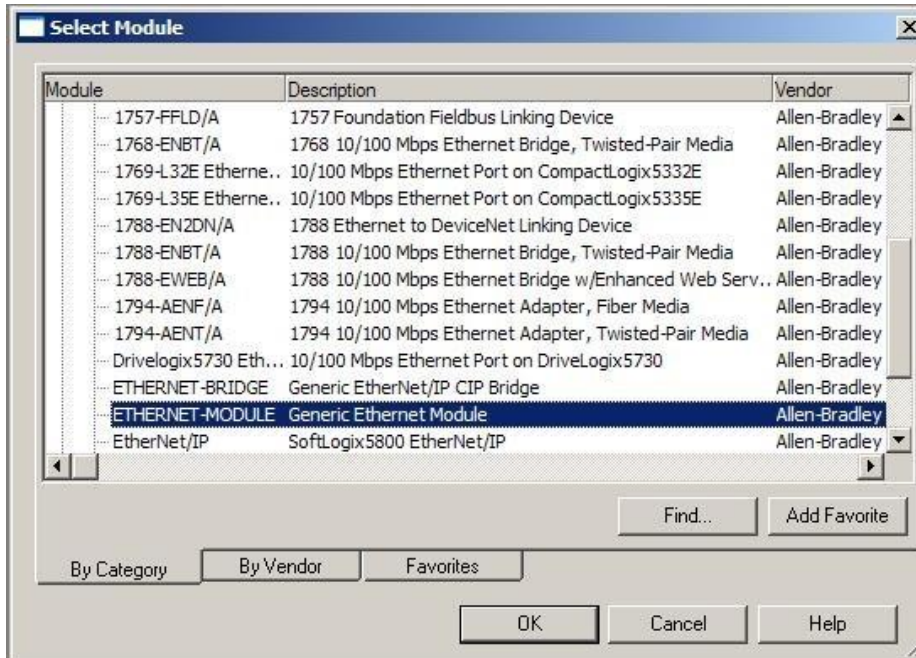 Select Module
Module Description Vendor
1757-FFLD/A 1757 Foundation Fieldbus Linking Device Allen-Bradley
1768-ENBT/A 1768 10/100 Mbps Ethernet Bridge, Twisted-Pair Media Allen-Bradley
1769-L32E Etherne.. 10/100 Mbps Ethernet Port on CompactLogix5332E Allen-Bradley
1769-L35E Etherne.. 10/100 Mbps Ethernet Port on CompactLogix5335E Allen-Bradley
1788-EN2DN/A 1788 Ethernet to DeviceNet Linking Device Allen-Bradley
1788-ENBT/A 1788 10/100 Mbps Ethernet Bridge, Twisted-Pair Media Allen-Bradley
1788-EWEB/A 1788 10/100 Mbps Ethernet Bridge w/Enhanced Web Serv.. Allen-Bradley
1794-AENF/A 1794 10/100 Mbps Ethernet Adapter, Fiber Media Allen-Bradley
1794-AENT/A 1794 10/100 Mbps Ethernet Adapter, Twisted-Pair Media Allen-Bradley
Drivelogix5730 Eth... 10/100 Mbps Ethernet Port on DriveLogix5730 Allen-Bradley
ETHERNET-BRIDGE Generic EtherNet/IP CIP Bridge Allen-Bradley
ETHERNET-MODULE Generic Ethernet Module Allen-Bradley
EtherNet/IP SoftLogix5800 EtherNet/IP Allen-Bradley
Find... Add Favorite
By Category By Vendor Favorites
OK Cancel Help